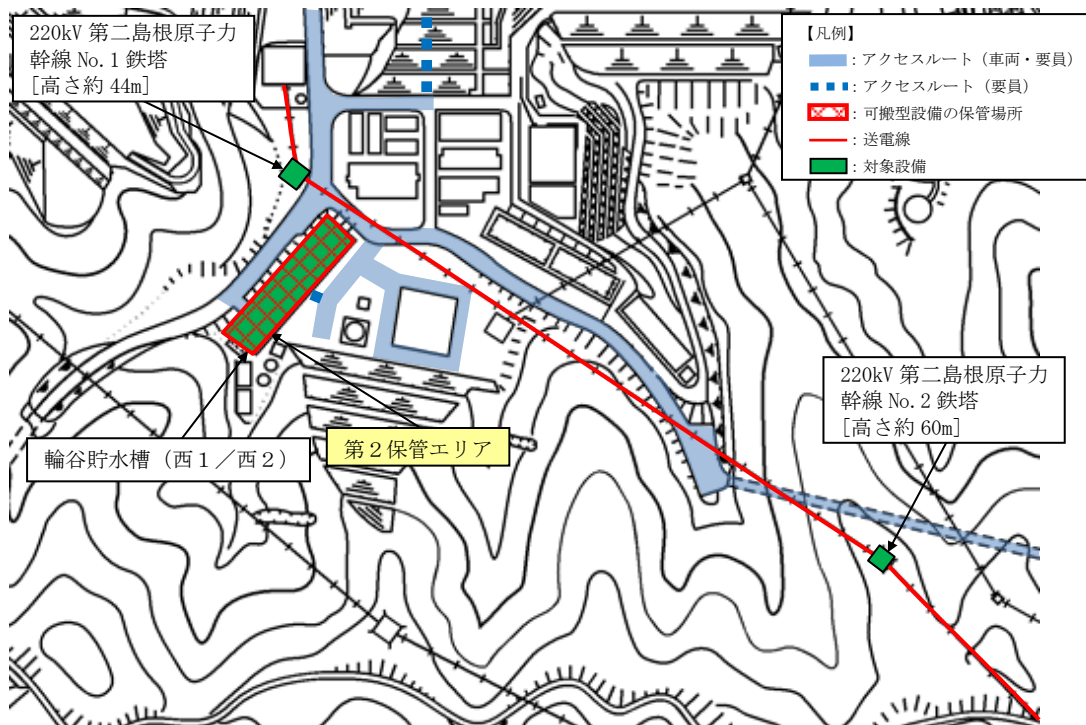 220kV 第二島根原子力
幹線 No.1 鉄塔
[高さ約 44m]
【凡例】
：アクセスルート（車両・要員）
：アクセスルート（要員）
：可搬型設備の保管場所
：送電線
：対象設備
220kV 第二島根原子力
幹線 No.2 鉄塔
[高さ約 60m]
輪谷貯水槽（西１／西２）
第２保管エリア